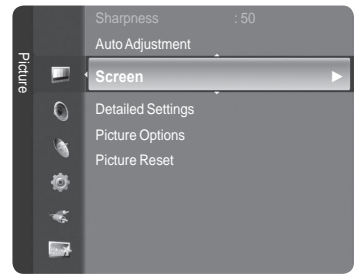 Picture
Sharpness : 50
Auto Adjustment
Screen
Detailed Settings
Picture Options
Picture Reset